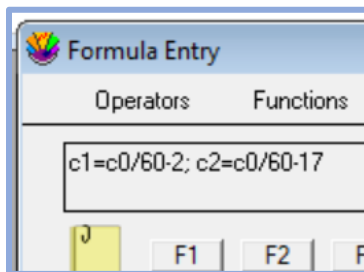 Formula Entry
Operators Functions
c1=c0/60-2; c2=c0/60-17
F1 F2